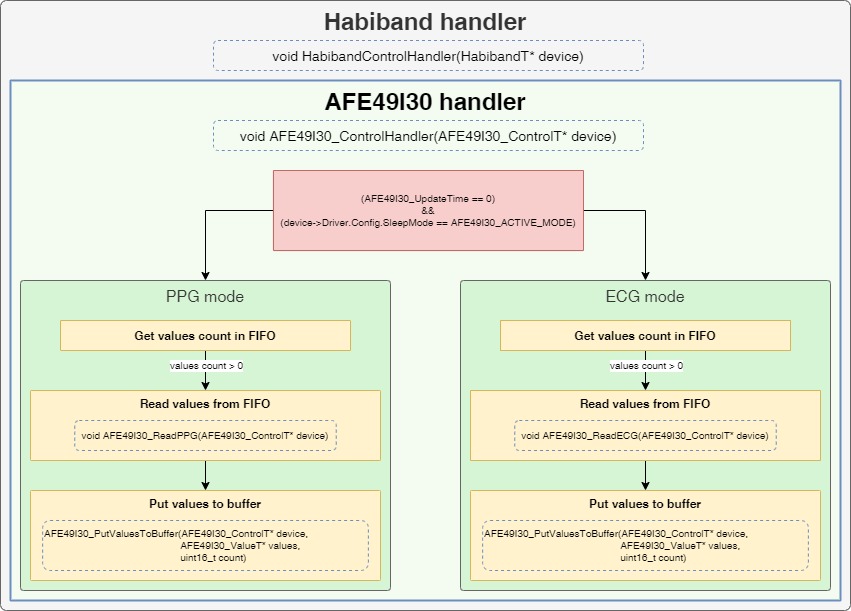 Habiband handler
void HabibandControlHandler(HabibandT* device)
AFE49I30 handler
void AFE49I30_ControlHandler(AFE49I30_ControlT* device)
(AFE49I30_UpdateTime == 0)
&&
(device->Driver.Config.SleepMode == AFE49I30_ACTIVE_MODE)
PPG mode
Get values count in FIFO
values count > 0
Read values from FIFO
void AFE49I30_ReadPPG(AFE49I30_ControlT* device)
Put values to buffer
AFE49I30_PutValuesToBuffer(AFE49I30_ControlT* device,
AFE49I30_ValueT* values,
uint16_t count)
ECG mode
Get values count in FIFO
values count > 0
Read values from FIFO
void AFE49I30_ReadECG(AFE49I30_ControlT* device)
Put values to buffer
AFE49I30_PutValuesToBuffer(AFE49I30_ControlT* device,
AFE49I30_ValueT* values,
uint16_t count)